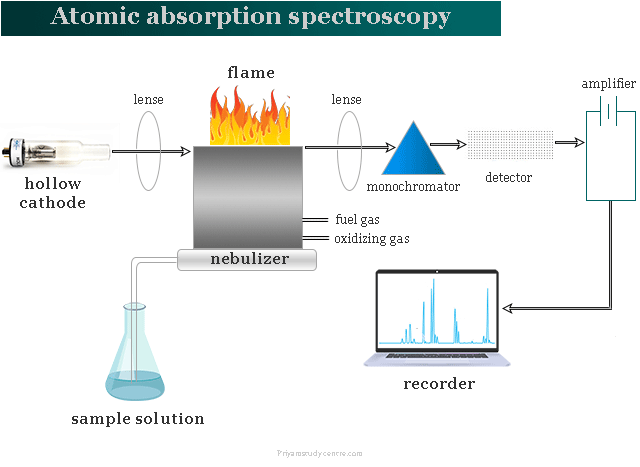 Atomic absorption spectroscopy
flame
lense
lense
amplifier
hollow
cathode
monochromator
detector
fuel gas
oxidizing gas
nebulizer
recorder
sample solution
Priyamstudycentre.com